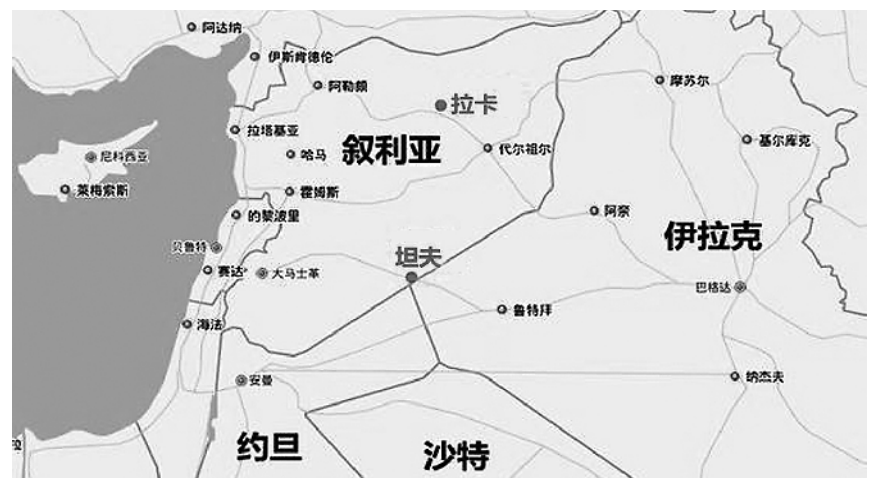 阿达纳
伊斯肯德伦
阿勒颇
摩苏尔
拉卡
拉塔基亚
哈马
叙利亚
代尔祖尔
基尔库克
尼科西亚
莱梅索斯
霍姆斯
的黎波里
阿奈
伊拉克
贝鲁特
坦夫
赛达
大马士革
巴格达
鲁特拜
海法
安曼
纳杰夫
约旦
沙特